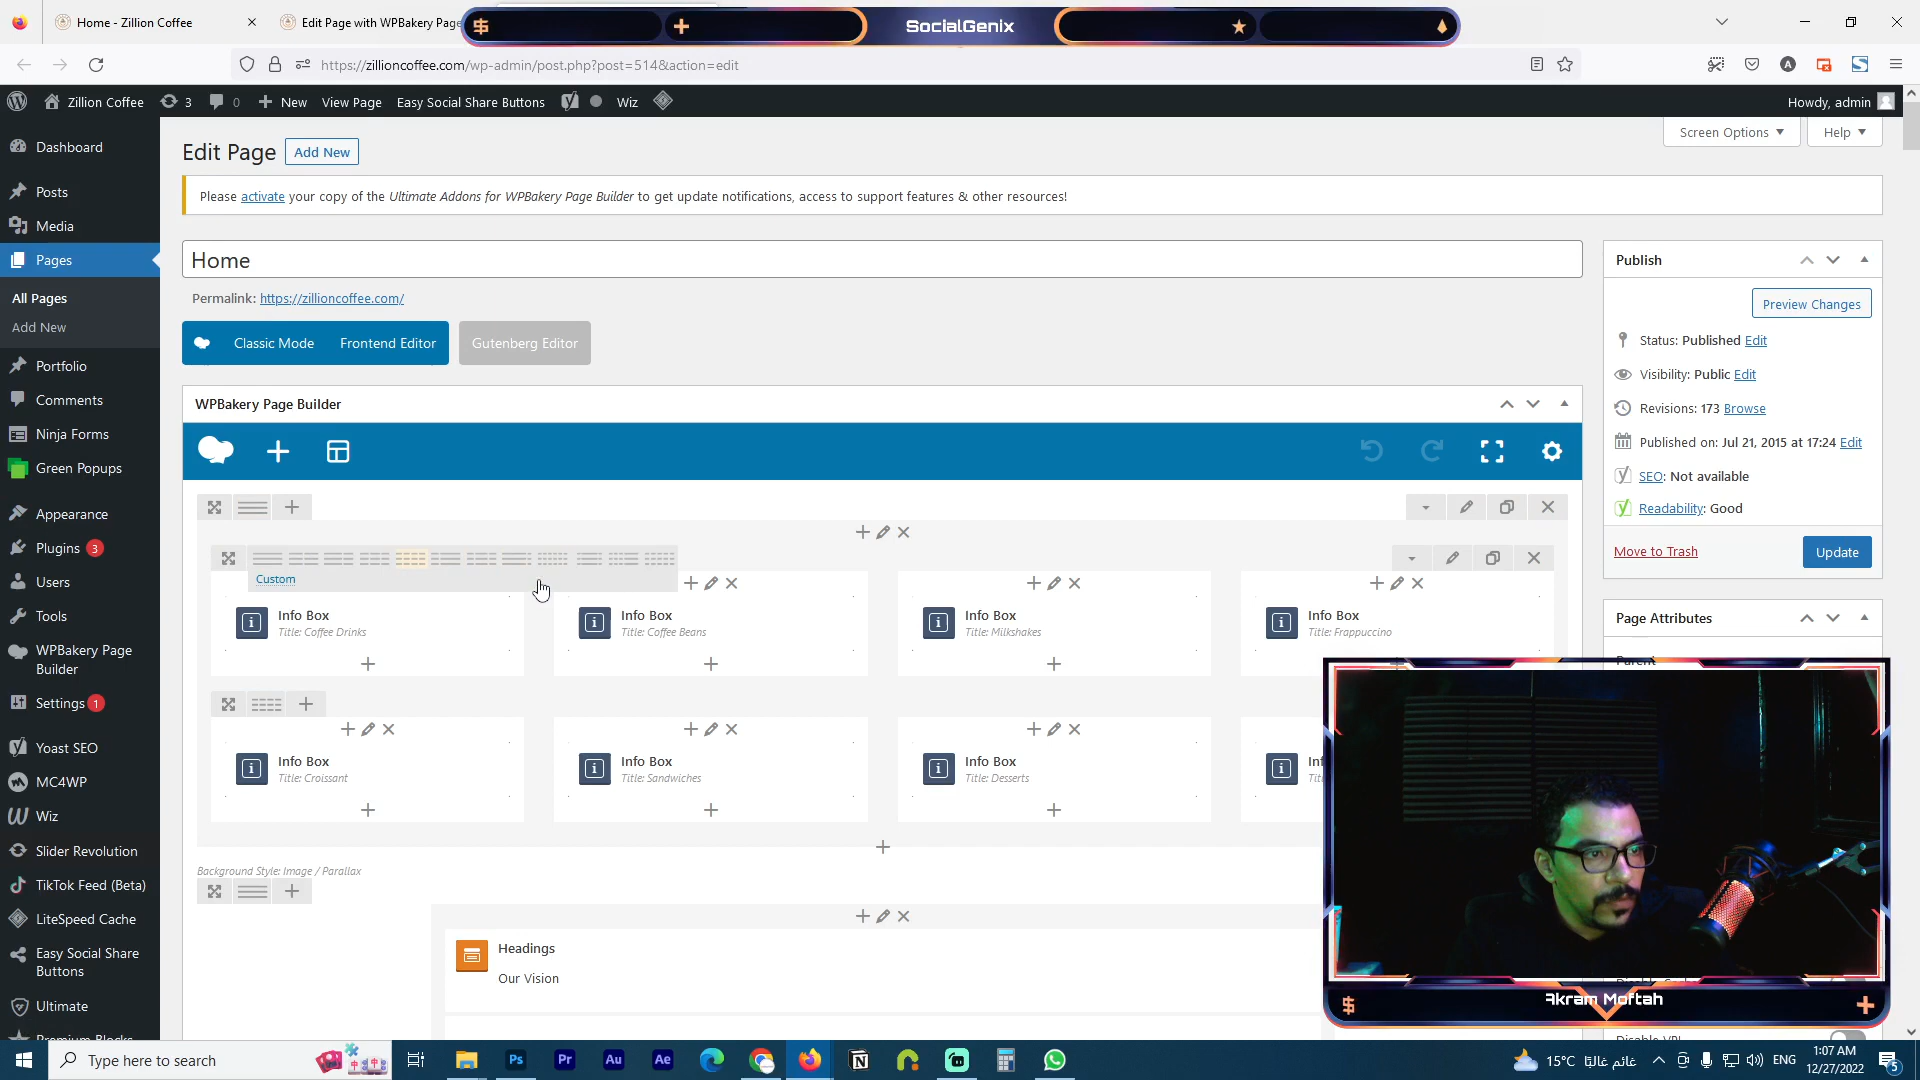 Home - Zillion Coffee
Edit Page with WPBakery Page
SocialGenix
https://zillioncoffee.com/wp-admin/post.php?post=514&action=edit
Zillion Coffee 3 0 New View Page Easy Social Share Buttons Wiz
Howdy, admin
Dashboard
Posts
Media
Pages
All Pages
Add New
Portfolio
Comments
Ninja Forms
Green Popups
Appearance
Plugins 3
Users
Tools
WPBakery Page
Builder
Settings 1
Yoast SEO
MC4WP
Wiz
Slider Revolution
TikTok Feed (Beta)
LiteSpeed Cache
Easy Social Share
Buttons
Ultimate
Premium Blocks
Screen Options
Help
Edit Page
Add New
Please activate your copy of the Ultimate Addons for WPBakery Page Builder to get update notifications, access to support features & other resources!
Home
Permalink: https://zillioncoffee.com/
Classic Mode
Frontend Editor
Gutenberg Editor
WPBakery Page Builder
Custom
Info Box
Title: Coffee Drinks
Info Box
Title: Coffee Beans
Info Box
Title: Milkshakes
Info Box
Title: Frappuccino
Info Box
Title: Croissant
Info Box
Title: Sandwiches
Info Box
Title: Desserts
Background Style: Image / Parallax
Headings
Our Vision
Publish
Preview Changes
Status: Published Edit
Visibility: Public Edit
Revisions: 173 Browse
Published on: Jul 21, 2015 at 17:24 Edit
SEO: Not available
Readability: Good
Move to Trash
Update
Page Attributes
Parent
Akram Moftah
Type here to search
Ps
Pr
Au
Ae
15°C غائم غالبًا
ENG
1:07 AM
12/27/2022
5